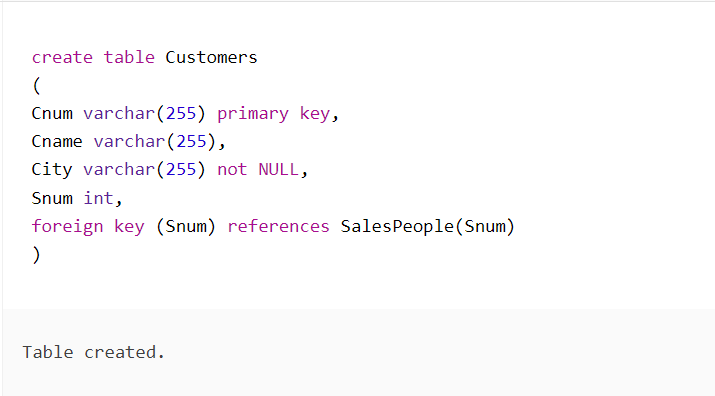 create table Customers
(
Cnum varchar(255) primary key,
Cname varchar(255),
City varchar(255) not NULL,
Snum int,
foreign key (Snum) references SalesPeople(Snum)
)
Table created.